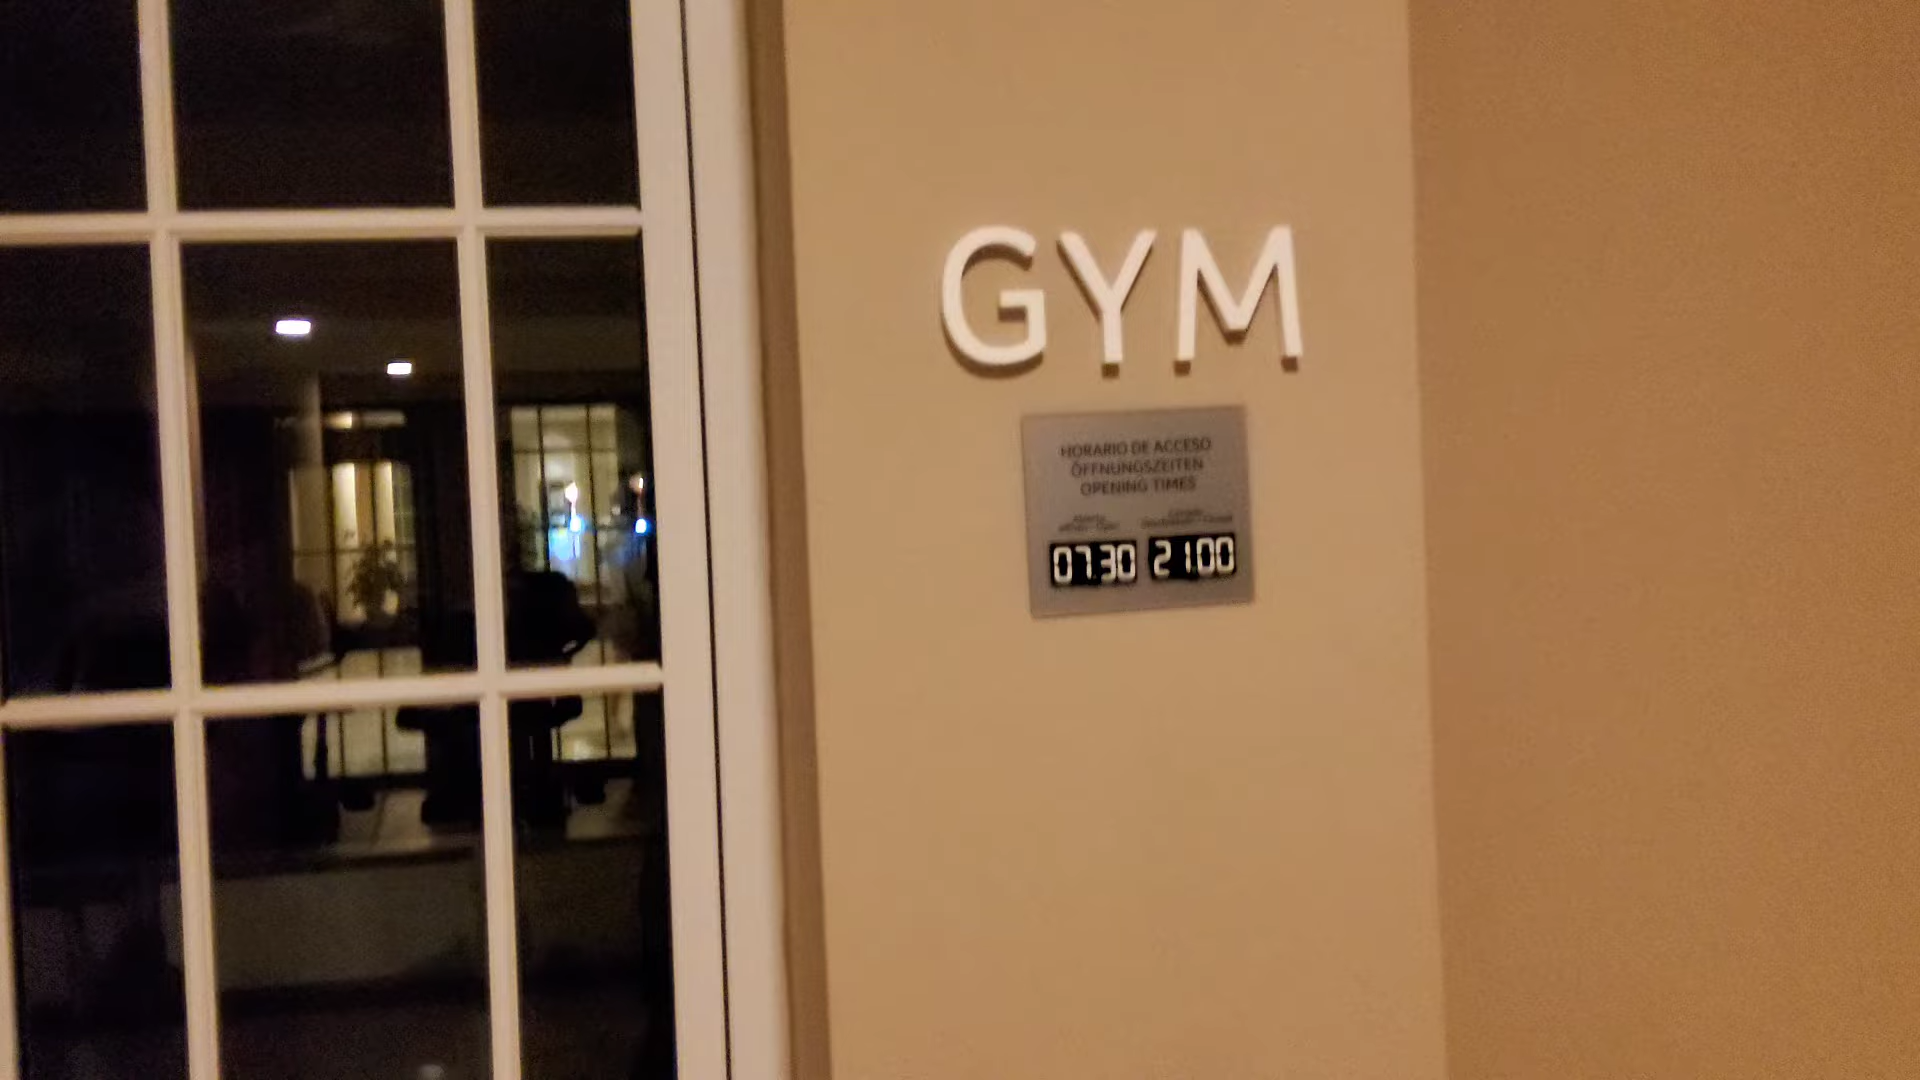 GYM
HORARIO DE ACCESO
ÖFFNUNGSZEITEN
OPENING TIMES
07.30 21.00